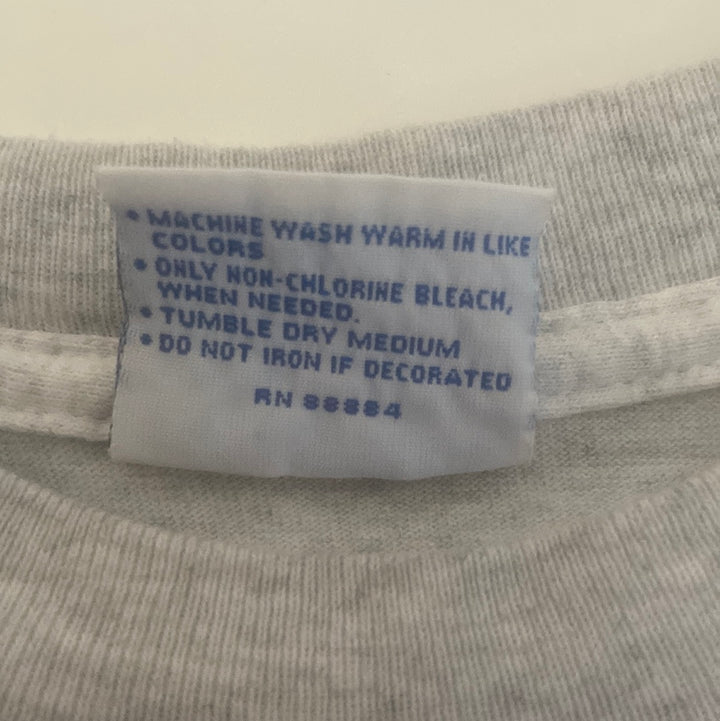 • MACHINE WASH WARM IN LIKE
COLORS
• ONLY NON-CHLORINE BLEACH,
WHEN NEEDED.
• TUMBLE DRY MEDIUM
• DO NOT IRON IF DECORATED
RN